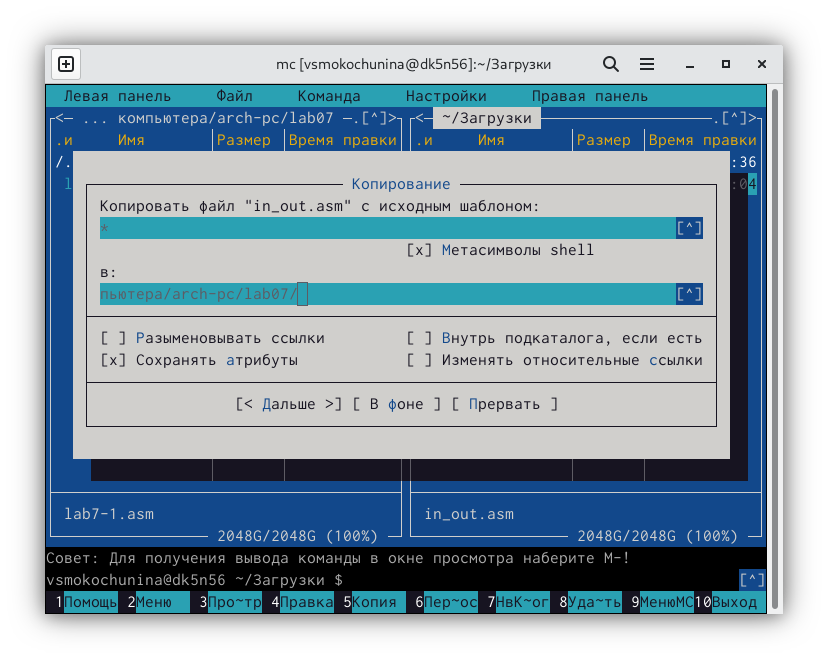 mc [vsmokochunina@dk5n56]:~/Загрузки
Левая панель Файл Команда Настройки Правая панель
<— ... компьютера/arch-pc/lab07 —.[^]> <— ~/Загрузки .[^]>
.и Имя Размер Время правки .и Имя Размер Время правки
/. :36
l :04
Копирование
Копировать файл "in_out.asm" с исходным шаблоном:
* [^]
[x] Метасимволы shell
в:
пьютера/arch-pc/lab07/ [^]
[ ] Разыменовывать ссылки [ ] Внутрь подкаталога, если есть
[x] Сохранять атрибуты [ ] Изменять относительные ссылки
[< Дальше >] [ В фоне ] [ Прервать ]
lab7-1.asm in_out.asm
2048G/2048G (100%) 2048G/2048G (100%)
Совет: Для получения вывода команды в окне просмотра наберите M-!
vsmokochunina@dk5n56 ~/Загрузки $ [^]
1Помощь 2Меню 3Про~тр 4Правка 5Копия 6Пер~ос 7НвК~ог 8Уда~ть 9МенюMC 10Выход